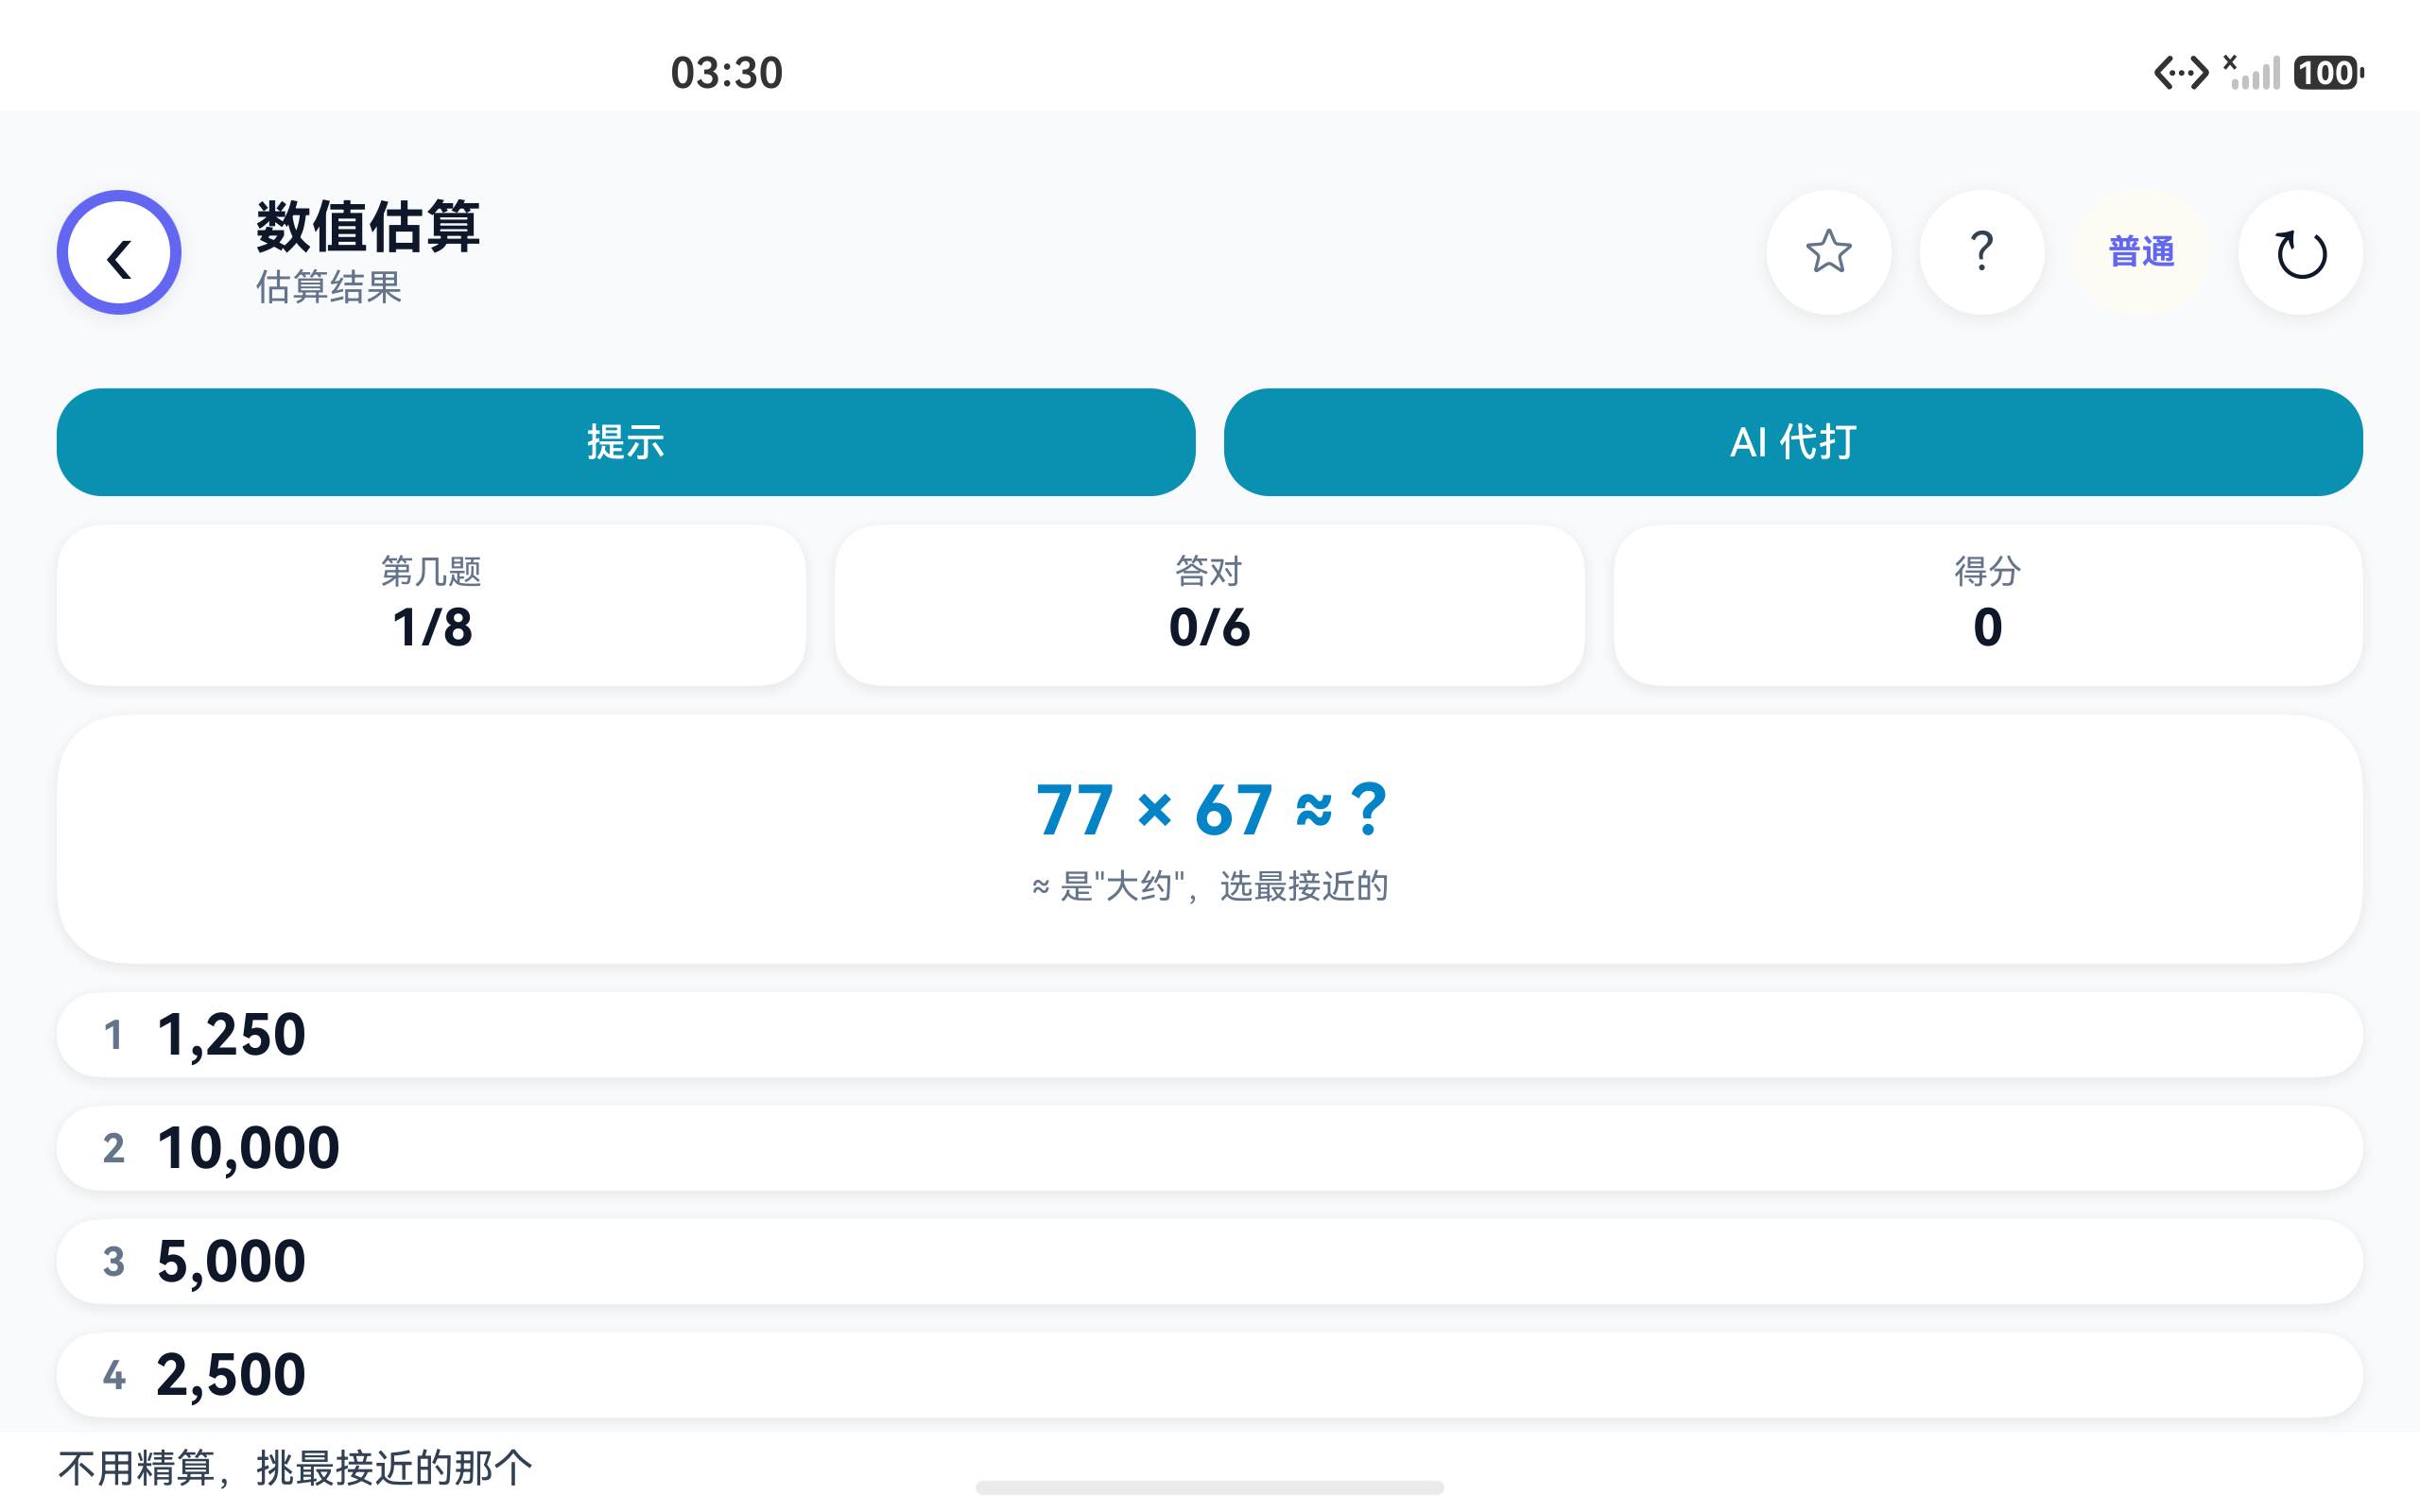 03:30
100
数值估算
估算结果
?
普通
提示
AI 代打
第几题
1/8
答对
0/6
得分
0
77 × 67 ≈ ?
≈ 是"大约"，选最接近的
1 1,250
2 10,000
3 5,000
4 2,500
不用精算，挑最接近的那个